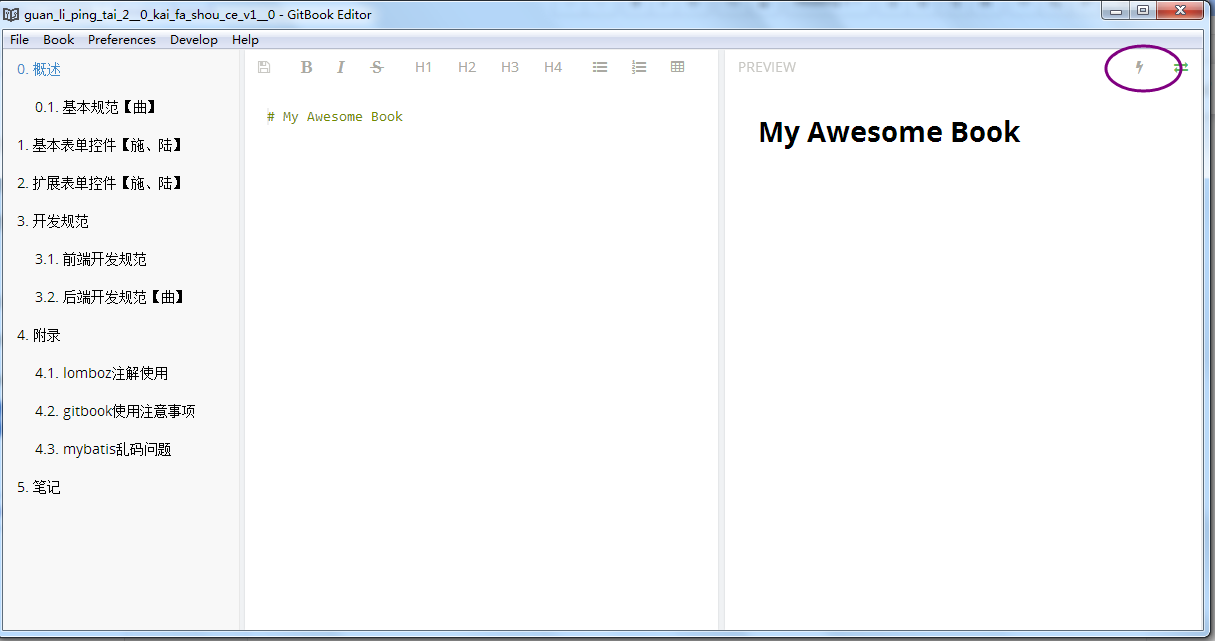 guan_li_ping_tai_2__0_kai_fa_shou_ce_v1__0 - GitBook Editor
File Book Preferences Develop Help
0. 概述
0.1. 基本规范【曲】
1. 基本表单控件【施、陆】
2. 扩展表单控件【施、陆】
3. 开发规范
3.1. 前端开发规范
3.2. 后端开发规范【曲】
4. 附录
4.1. lomboz注解使用
4.2. gitbook使用注意事项
4.3. mybatis乱码问题
5. 笔记
B I S H1 H2 H3 H4
# My Awesome Book
PREVIEW
My Awesome Book